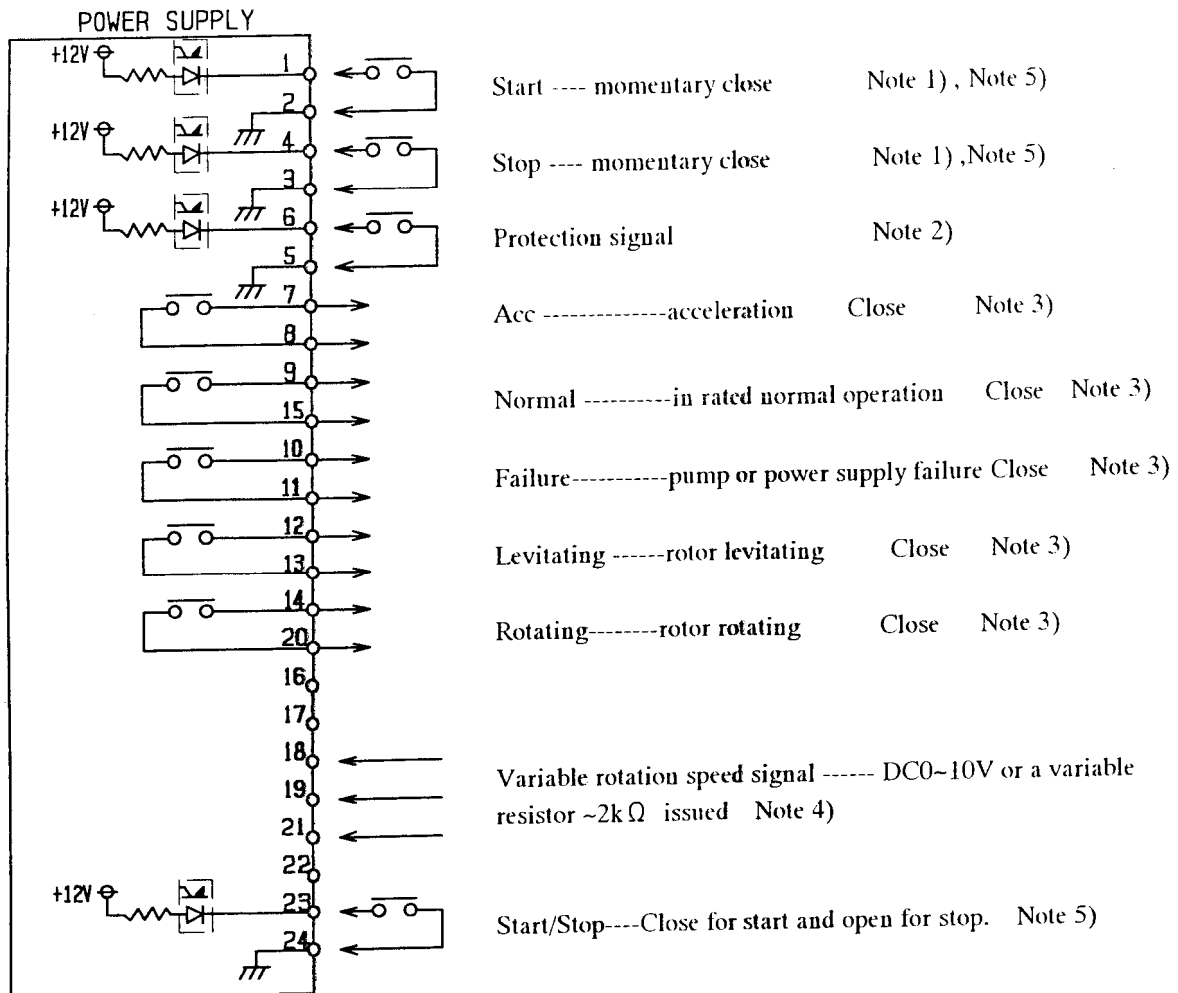 POWER SUPPLY
+12V
1
Start ---- momentary close Note 1) , Note 5)
2
+12V
4
Stop ---- momentary close Note 1) ,Note 5)
3
+12V
6
Protection signal Note 2)
5
7
Acc --------------acceleration Close Note 3)
8
9
Normal ----------in rated normal operation Close Note 3)
15
10
Failure-----------pump or power supply failure Close Note 3)
11
12
Levitating ------rotor levitating Close Note 3)
13
14
Rotating--------rotor rotating Close Note 3)
20
16
17
18
Variable rotation speed signal ------ DC0~10V or a variable
19
resistor ~2kΩ issued Note 4)
21
22
+12V
23
Start/Stop----Close for start and open for stop. Note 5)
24